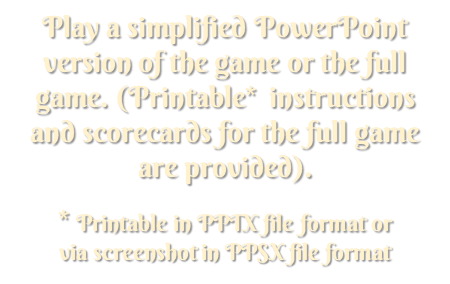 Play a simplified PowerPoint
version of the game or the full
game. (Printable* instructions
and scorecards for the full game
are provided).
* Printable in PPTX file format or
via screenshot in PPSX file format